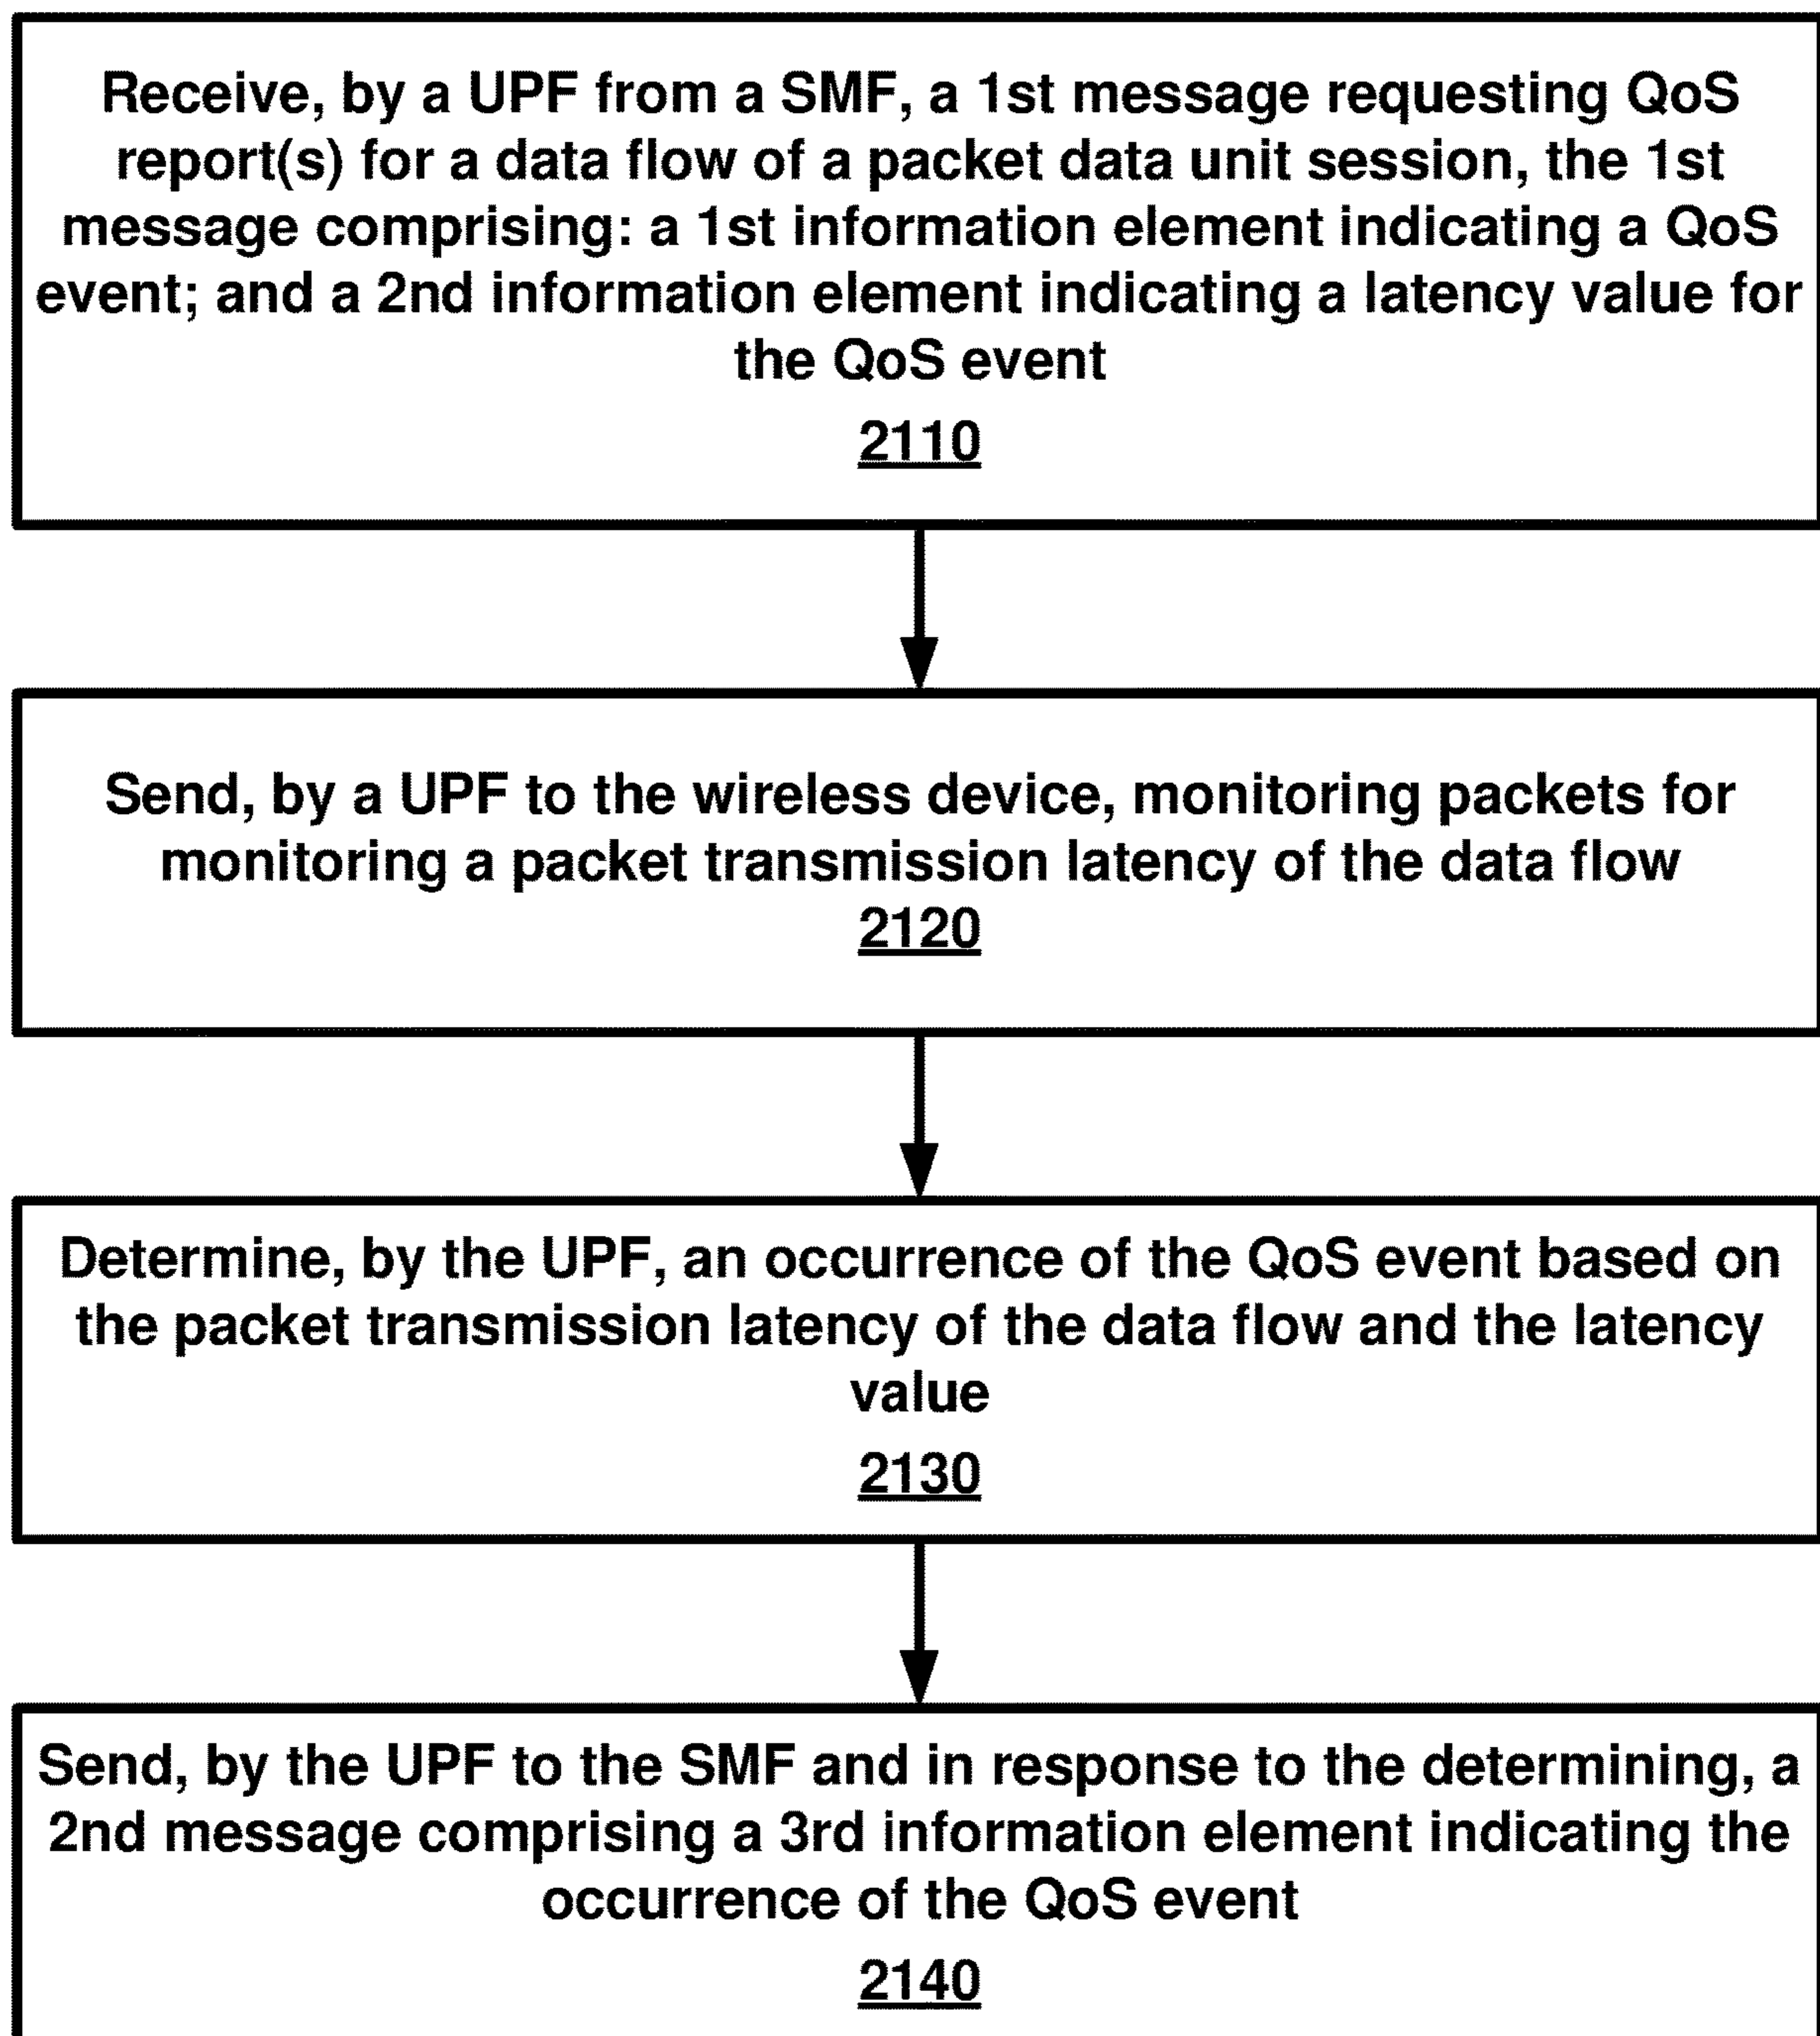 Receive, by a UPF from a SMF, a 1st message requesting QoS
report(s) for a data flow of a packet data unit session, the 1st
message comprising: a 1st information element indicating a QoS
event; and a 2nd information element indicating a latency value for
the QoS event
2110
Send, by a UPF to the wireless device, monitoring packets for
monitoring a packet transmission latency of the data flow
2120
Determine, by the UPF, an occurrence of the QoS event based on
the packet transmission latency of the data flow and the latency
value
2130
Send, by the UPF to the SMF and in response to the determining, a
2nd message comprising a 3rd information element indicating the
occurrence of the QoS event
2140